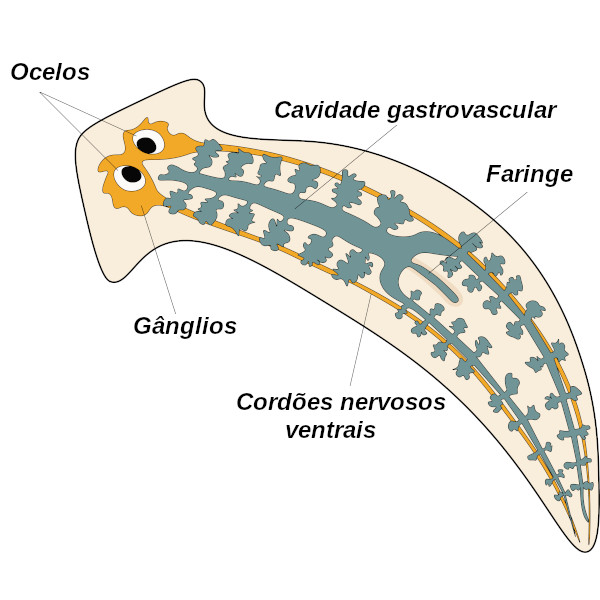 Ocelos
Cavidade gastrovascular
Faringe
Gânglios
Cordões nervosos
ventrais